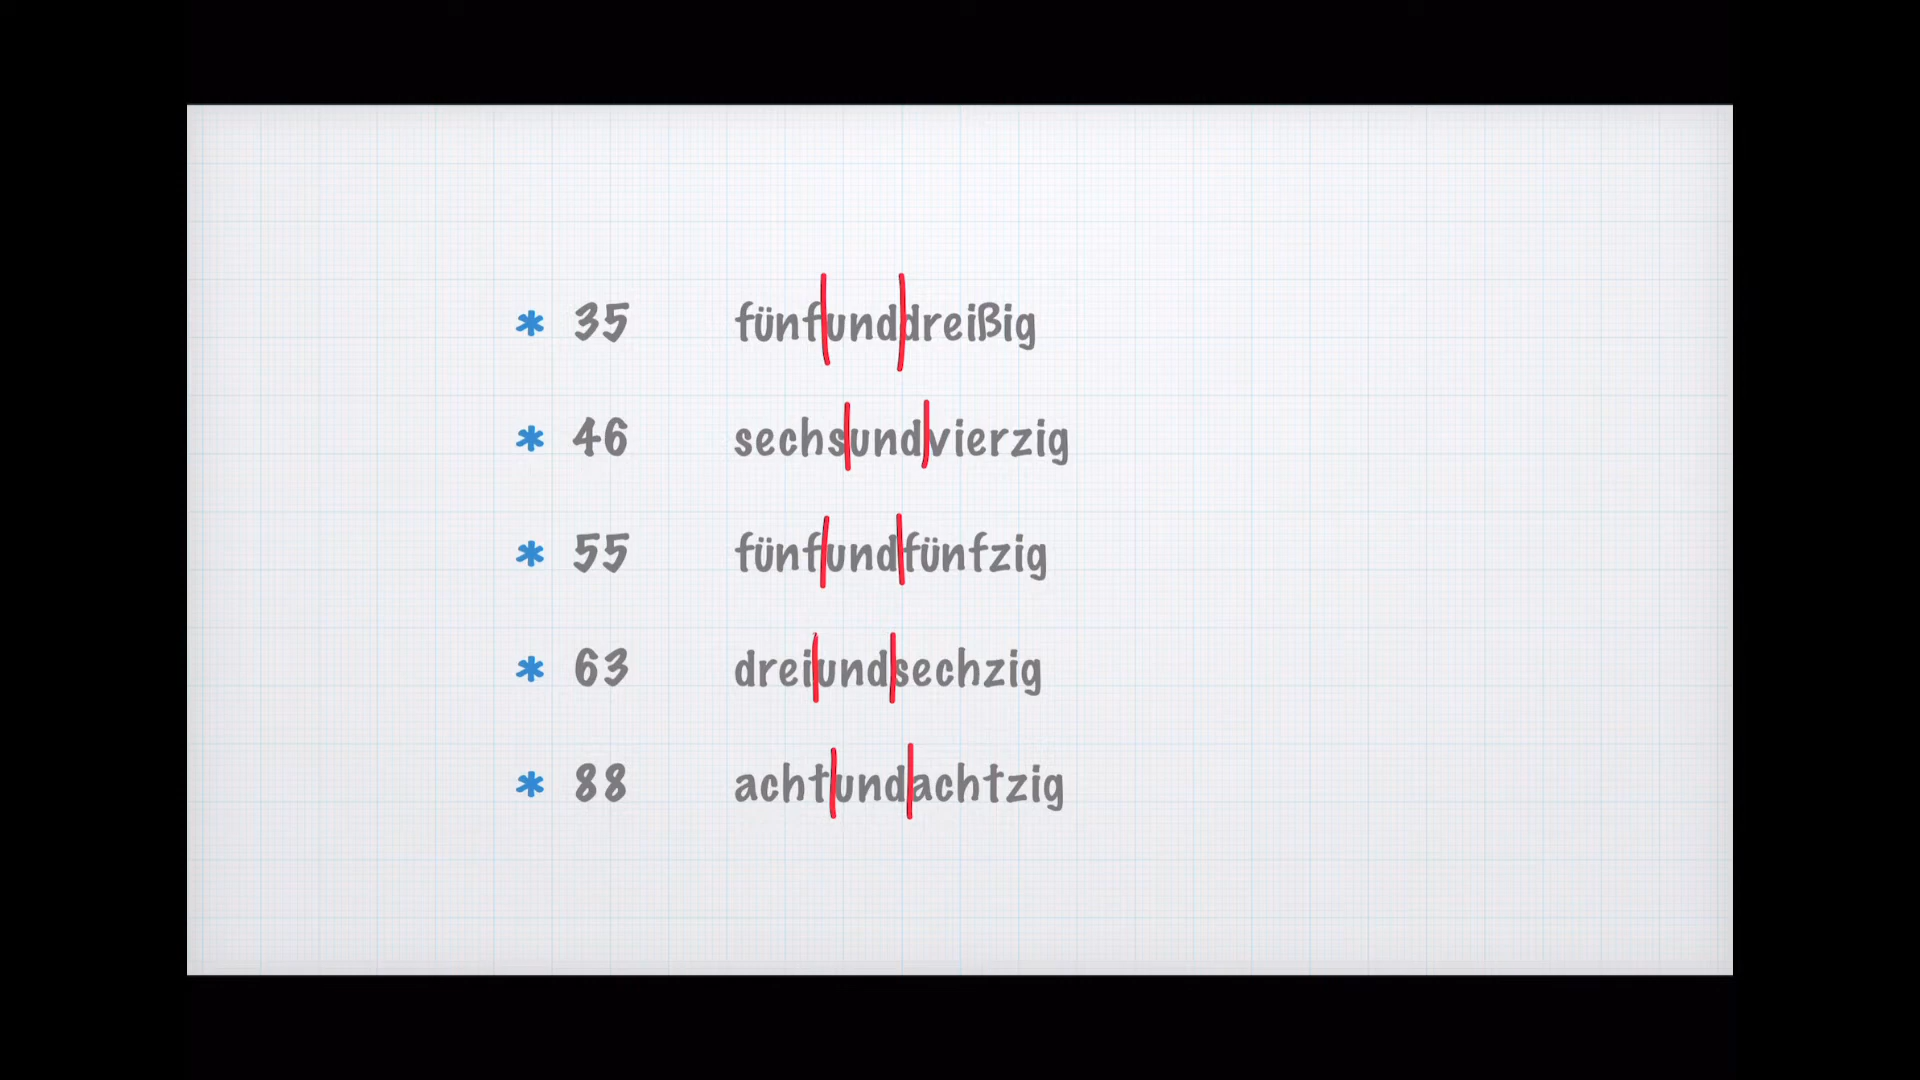 * 35 fünfunddreißig
* 46 sechsundvierzig
* 55 fünfundfünfzig
* 63 dreiundsechzig
* 88 achtundachtzig